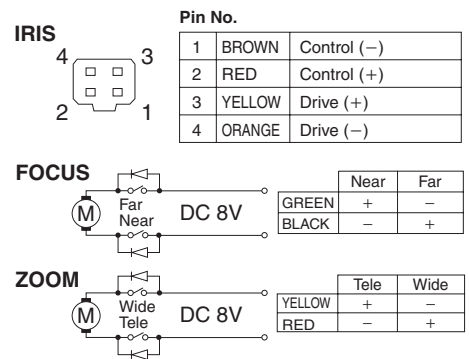 IRIS
4 3
2 1
Pin No.
1 BROWN Control (−)
2 RED Control (+)
3 YELLOW Drive (+)
4 ORANGE Drive (−)
FOCUS
M
Far
Near
DC 8V
Near Far
GREEN + −
BLACK − +
ZOOM
M
Wide
Tele
DC 8V
Tele Wide
YELLOW + −
RED − +